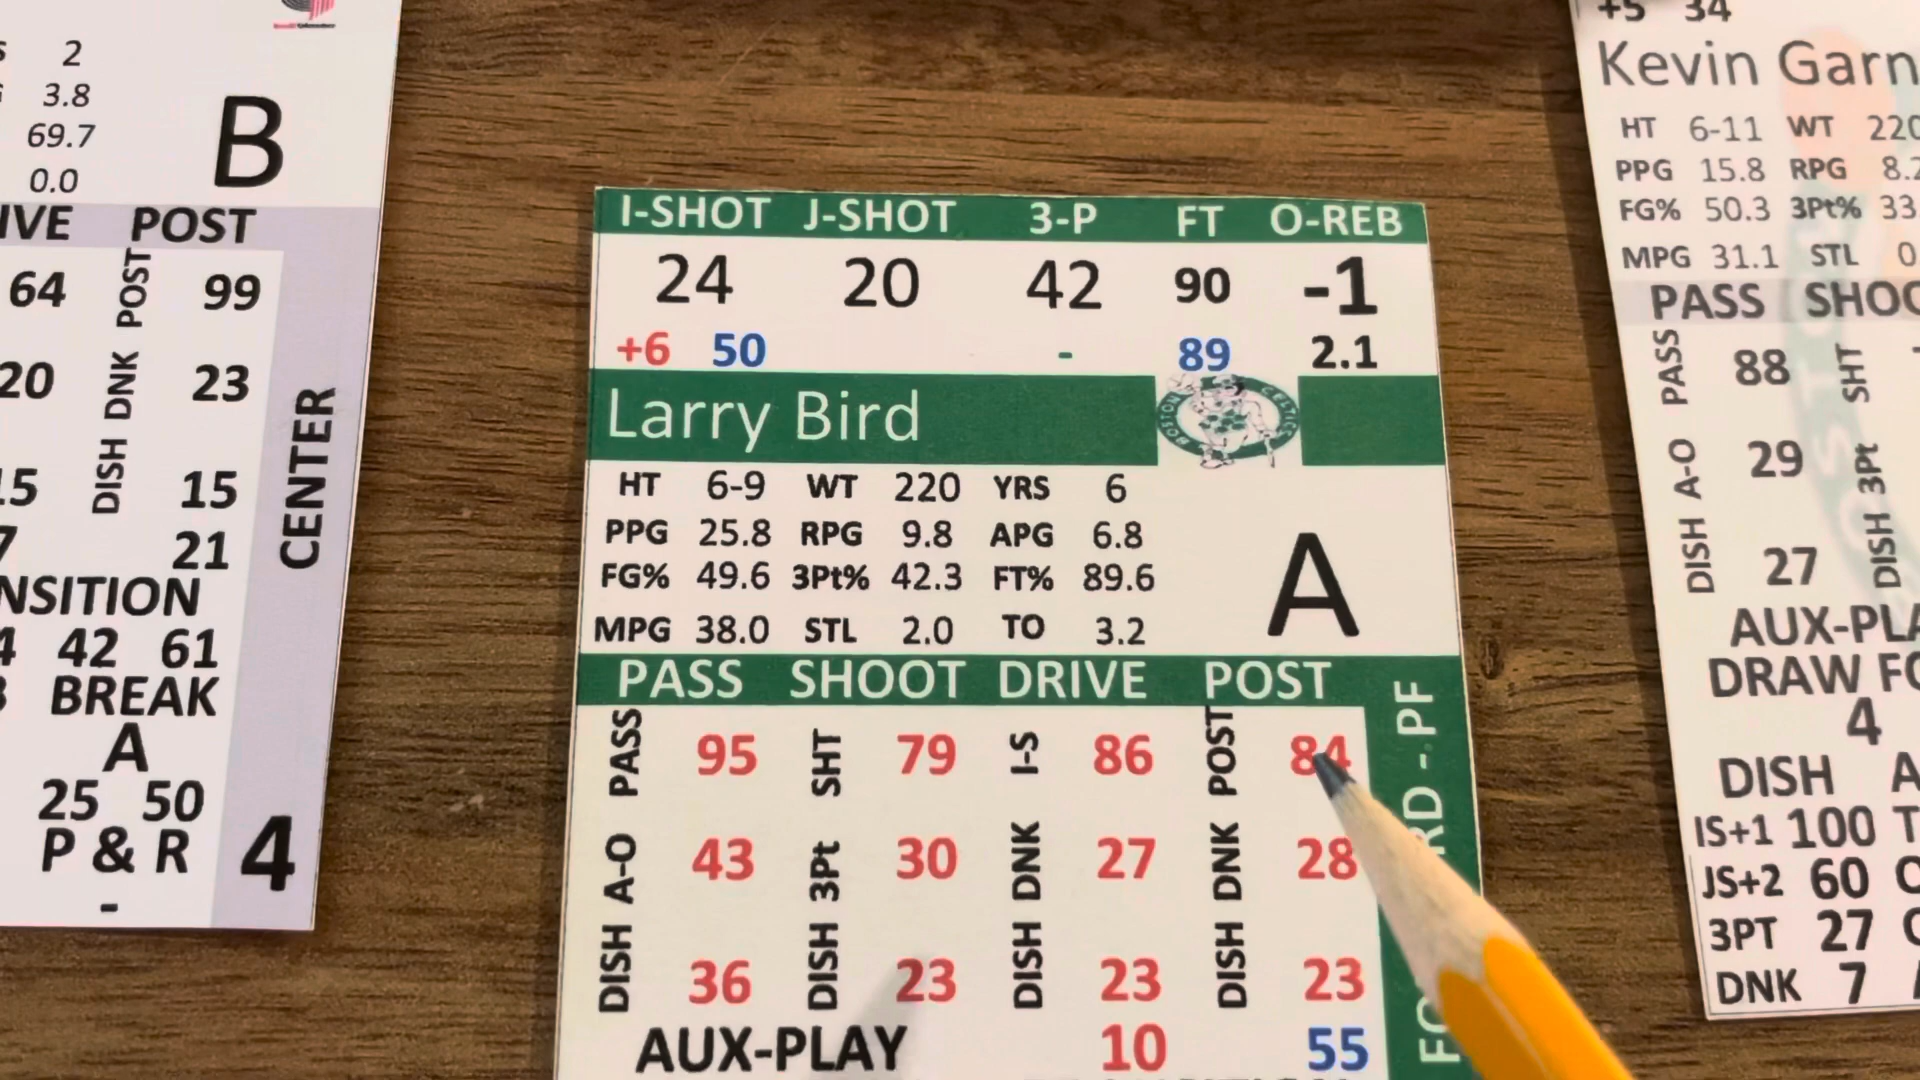 2
3.8
69.7
0.0
B
IVE POST
64 POST 99
20 DNK 23
15 DISH 15
7 21
NSITION
4 42 61
3 BREAK
A
25 50
P & R
-
CENTER
4
I-SHOT J-SHOT 3-P FT O-REB
24 20 42 90 -1
+6 50 - 89 2.1
Larry Bird
BOSTON CELTICS
HT 6-9 WT 220 YRS 6
PPG 25.8 RPG 9.8 APG 6.8
FG% 49.6 3Pt% 42.3 FT% 89.6
MPG 38.0 STL 2.0 TO 3.2
A
PASS SHOOT DRIVE POST
PASS 95 SHT 79 I-S 86 POST 84
A-O 43 3Pt 30 DNK 27 DNK 28
DISH 36 DISH 23 DISH 23 DISH 23
AUX-PLAY 10 55
RD - PF
+5 34
Kevin Garn
HT 6-11 WT 220
PPG 15.8 RPG 8.2
FG% 50.3 3Pt% 33
MPG 31.1 STL 0.
PASS SHOO
PASS 88 SHT
A-O 29 3Pt
DISH 27 DISH
AUX-PLA
DRAW FO
4
DISH A
IS+1 100 T
JS+2 60
3PT 27
DNK 7